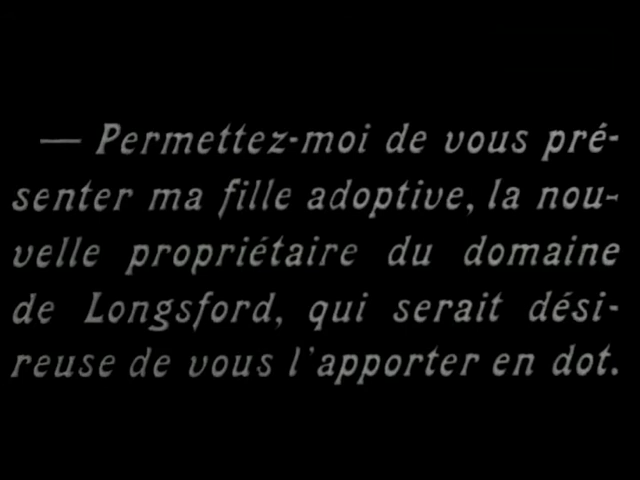 — Permettez-moi de vous pré-
senter ma fille adoptive, la nou-
velle propriétaire du domaine
de Longsford, qui serait dési-
reuse de vous l'apporter en dot.